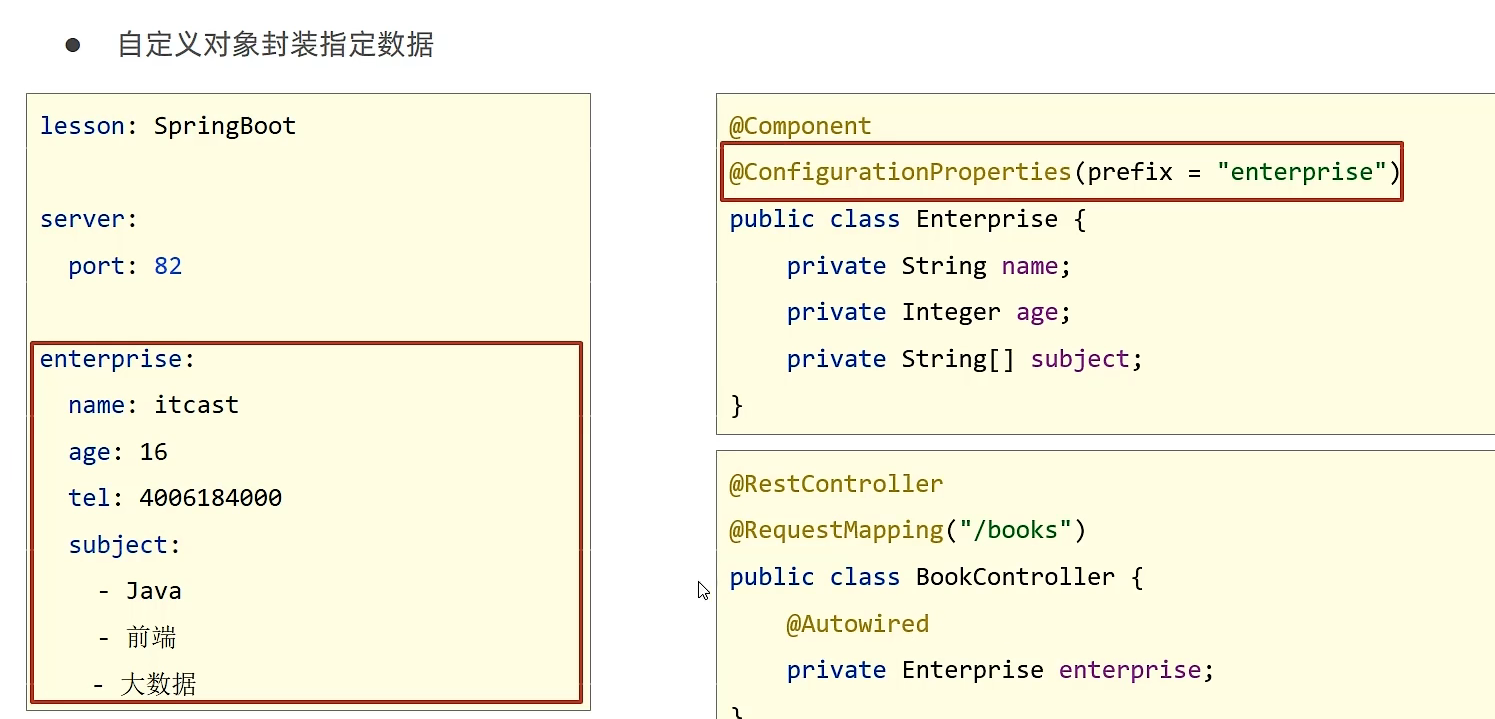 ● 自定义对象封装指定数据
lesson: SpringBoot
server:
  port: 82
enterprise:
  name: itcast
  age: 16
  tel: 4006184000
  subject:
    - Java
    - 前端
    - 大数据
@Component
@ConfigurationProperties(prefix = "enterprise")
public class Enterprise {
    private String name;
    private Integer age;
    private String[] subject;
}
@RestController
@RequestMapping("/books")
public class BookController {
    @Autowired
    private Enterprise enterprise;
}